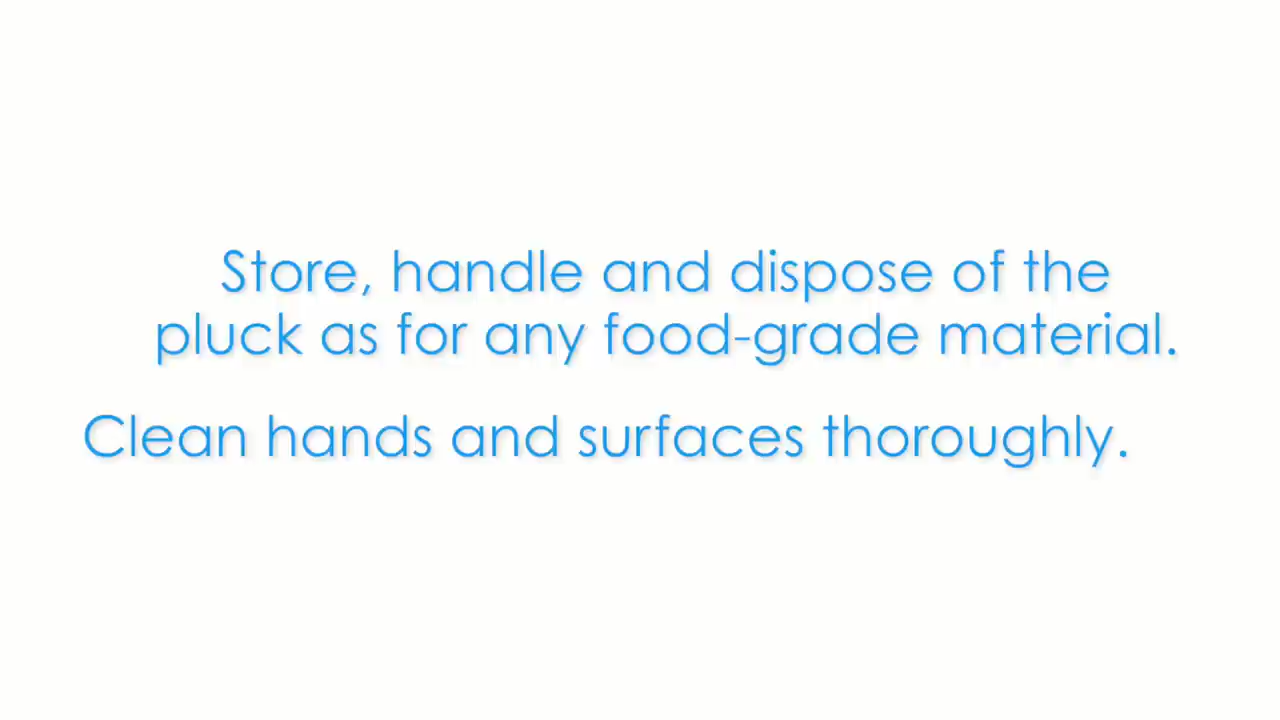 Store, handle and dispose of the
pluck as for any food-grade material.
Clean hands and surfaces thoroughly.